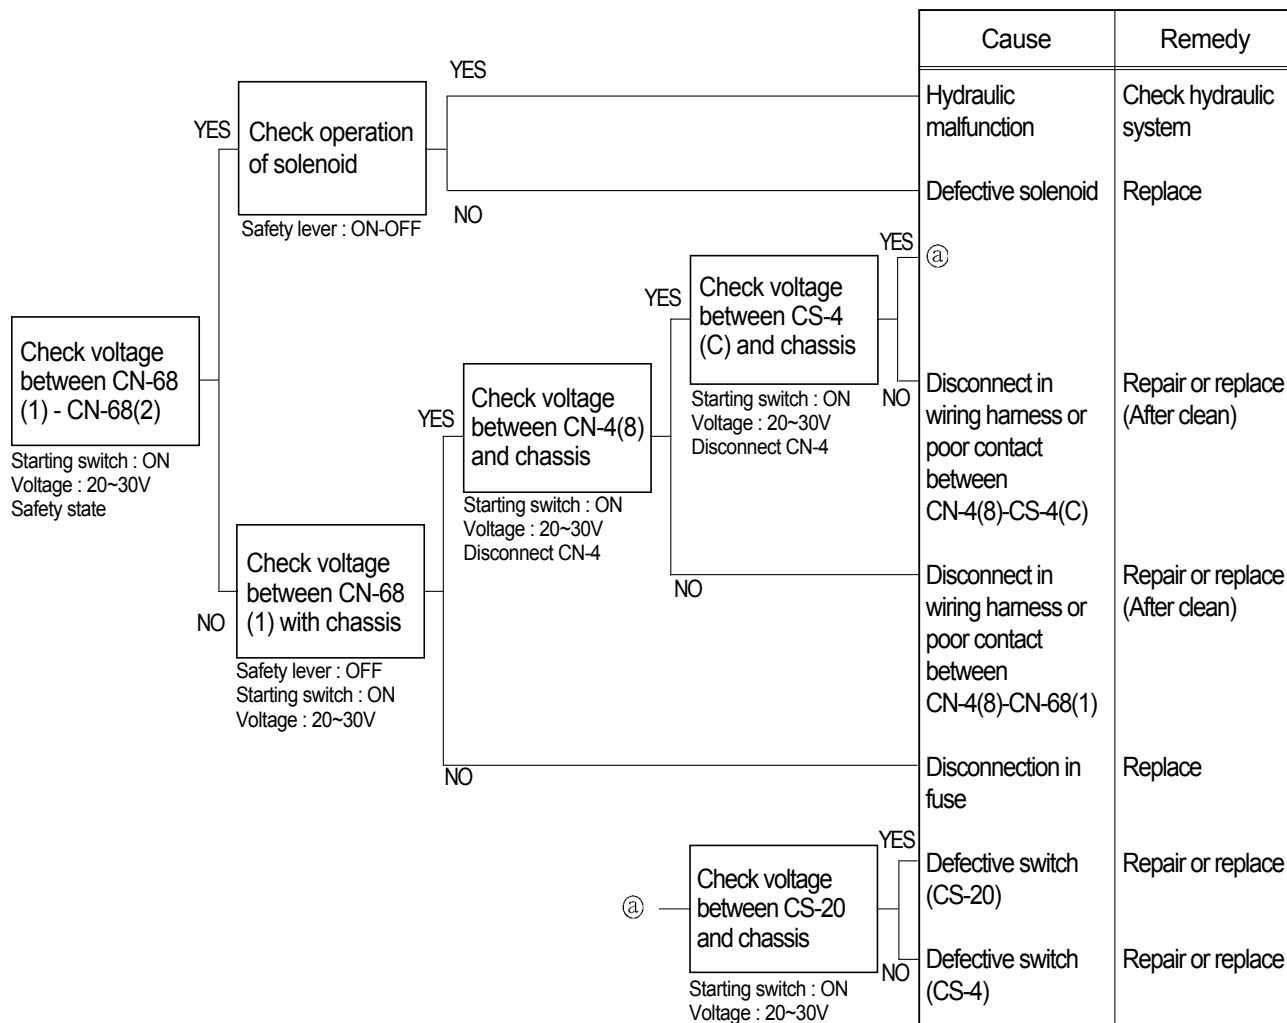 Cause
Remedy
YES
Hydraulic
malfunction
Check hydraulic
system
YES
Check operation
of solenoid
NO
Defective solenoid
Replace
Safety lever : ON-OFF
YES
ⓐ
YES
Check voltage
between CS-4
(C) and chassis
Check voltage
between CN-68
(1) - CN-68(2)
Starting switch : ON
Voltage : 20~30V
Safety state
YES
Check voltage
between CN-4(8)
and chassis
Starting switch : ON
Voltage : 20~30V
Disconnect CN-4
NO
Disconnect in
wiring harness or
poor contact
between
CN-4(8)-CS-4(C)
Repair or replace
(After clean)
Starting switch : ON
Voltage : 20~30V
Disconnect CN-4
NO
Check voltage
between CN-68
(1) with chassis
Safety lever : OFF
Starting switch : ON
Voltage : 20~30V
NO
Disconnect in
wiring harness or
poor contact
between
CN-4(8)-CN-68(1)
Repair or replace
(After clean)
NO
Disconnection in
fuse
Replace
ⓐ
Check voltage
between CS-20
and chassis
Starting switch : ON
Voltage : 20~30V
YES
Defective switch
(CS-20)
Repair or replace
NO
Defective switch
(CS-4)
Repair or replace